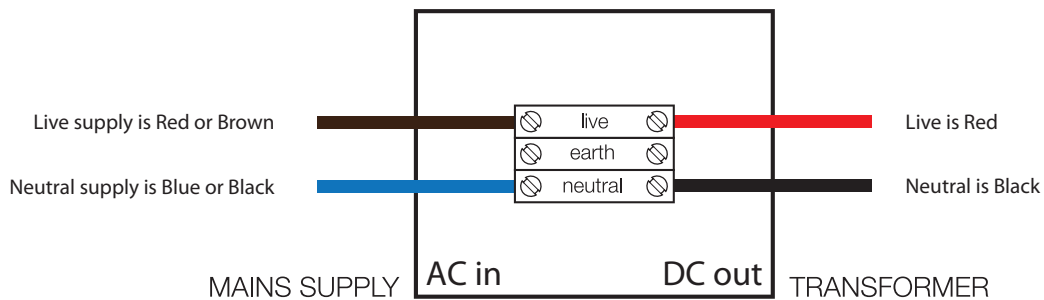 Live supply is Red or Brown
live
Live is Red
earth
Neutral supply is Blue or Black
neutral
Neutral is Black
MAINS SUPPLY
AC in
DC out
TRANSFORMER